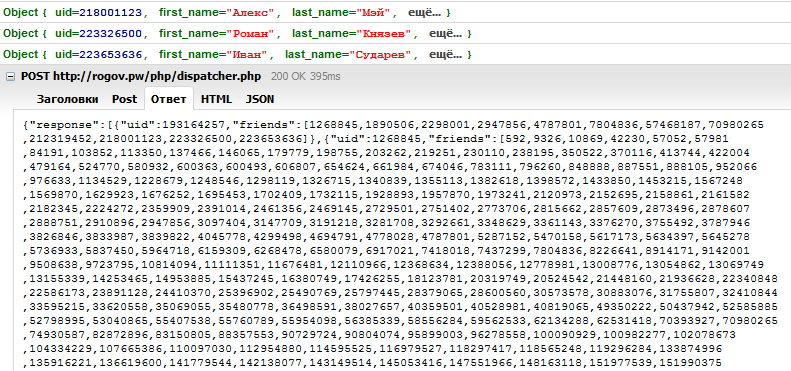 Object { uid=218001123, first_name="Алекс", last_name="Мэй", ещё... }
Object { uid=223326500, first_name="Роман", last_name="Князев", ещё... }
Object { uid=223653636, first_name="Иван", last_name="Сударев", ещё... }
POST http://rogov.pw/php/dispatcher.php 200 OK 395ms
Заголовки Post Ответ HTML JSON
{"response":[{"uid":193164257,"friends":[1268845,1890506,2298001,2947856,4787801,7804836,57468187,70980265
,212319452,218001123,223326500,223653636]},{"uid":1268845,"friends":[592,9326,10869,42230,57052,57981
,84191,103852,113350,137466,146065,179779,198755,203262,219251,230110,238195,350522,370116,413744,422004
,479164,524770,580932,600363,600493,606807,654624,661984,674046,783111,796260,848888,887551,888105,952066
,976633,1134529,1228679,1248546,1298119,1326715,1340839,1355113,1382618,1398572,1433850,1453215,1567248
,1569870,1629923,1676252,1695453,1702409,1732115,1928893,1957870,1973241,2120973,2152695,2158861,2161582
,2182345,2224272,2359909,2391014,2461356,2469145,2729501,2751402,2773706,2815662,2857609,2873496,2878607
,2888751,2910896,2947856,3097404,3147709,3191218,3281708,3292661,3348629,3361143,3376270,3755492,3787946
,3826846,3833987,3839822,4045778,4299498,4694791,4778028,4787801,5287152,5470158,5617173,5634397,5645278
,5736933,5837450,5964718,6159309,6268478,6580079,6917021,7418018,7437299,7804836,8226641,8914171,9142001
,9508638,9723795,10814094,11111351,11676481,12110966,12368634,12388056,12778981,13008776,13054862,13069749
,13155339,14253465,14953885,15437245,16380749,17426255,18123781,20319749,20524542,21448160,21936628,22340848
,22586173,23891128,24410370,25396902,25490769,25797445,28379065,28600560,30573578,30883076,31755807,32410844
,33595215,33620558,35069055,35480778,36498591,38027657,40359501,40528981,40819065,49350222,50437942,52585885
,52798995,53040865,55407538,55760789,55954098,56385339,58556284,59562533,62134288,62531418,70393927,70980265
,74930587,82872896,83150805,88357553,90729724,90804074,95899003,96278558,100090929,100982277,102078673
,104334229,107665386,110097030,112954880,114595525,116979527,118297417,118565248,119296284,133874996
,135916221,136619600,141779544,142138077,143149514,145053416,147551966,148163118,151977539,151990375